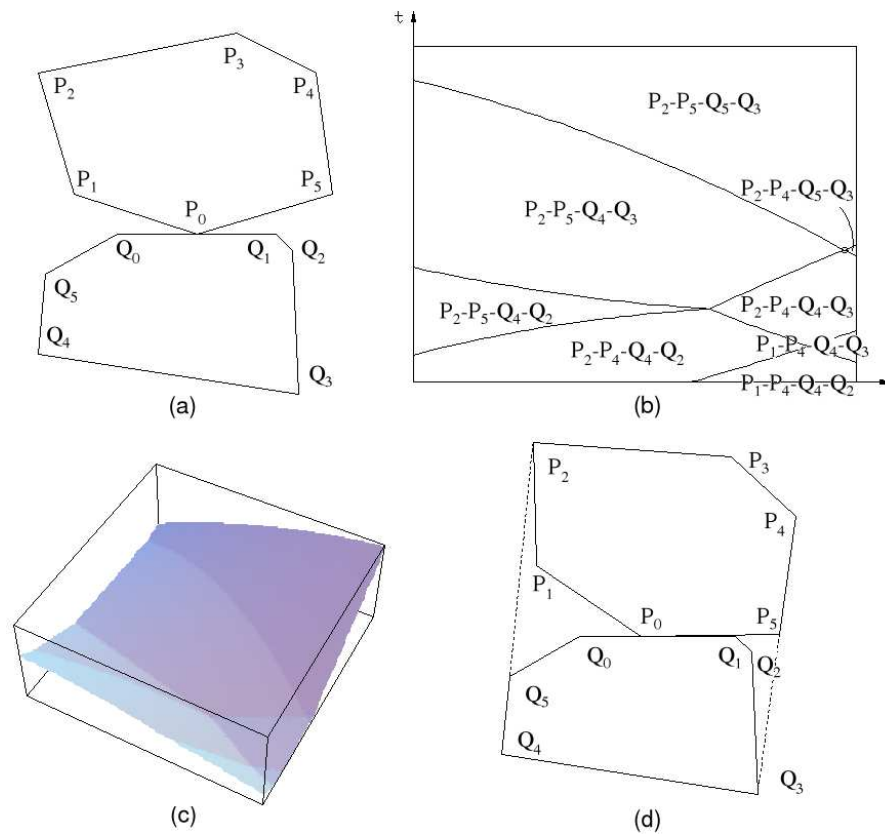 P3
P2
P4
P1
P5
P0
Q0
Q1
Q2
Q5
Q4
Q3
(a)
t
P2-P5-Q5-Q3
P2-P4-Q5-Q3
P2-P5-Q4-Q3
P2-P5-Q4-Q2
P2-P4-Q4-Q3
P2-P4-Q4-Q2
P1-P4-Q4-Q3
P1-P4-Q4-Q2
(b)
(c)
P2
P3
P4
P1
P0
P5
Q0
Q1
Q2
Q5
Q4
Q3
(d)